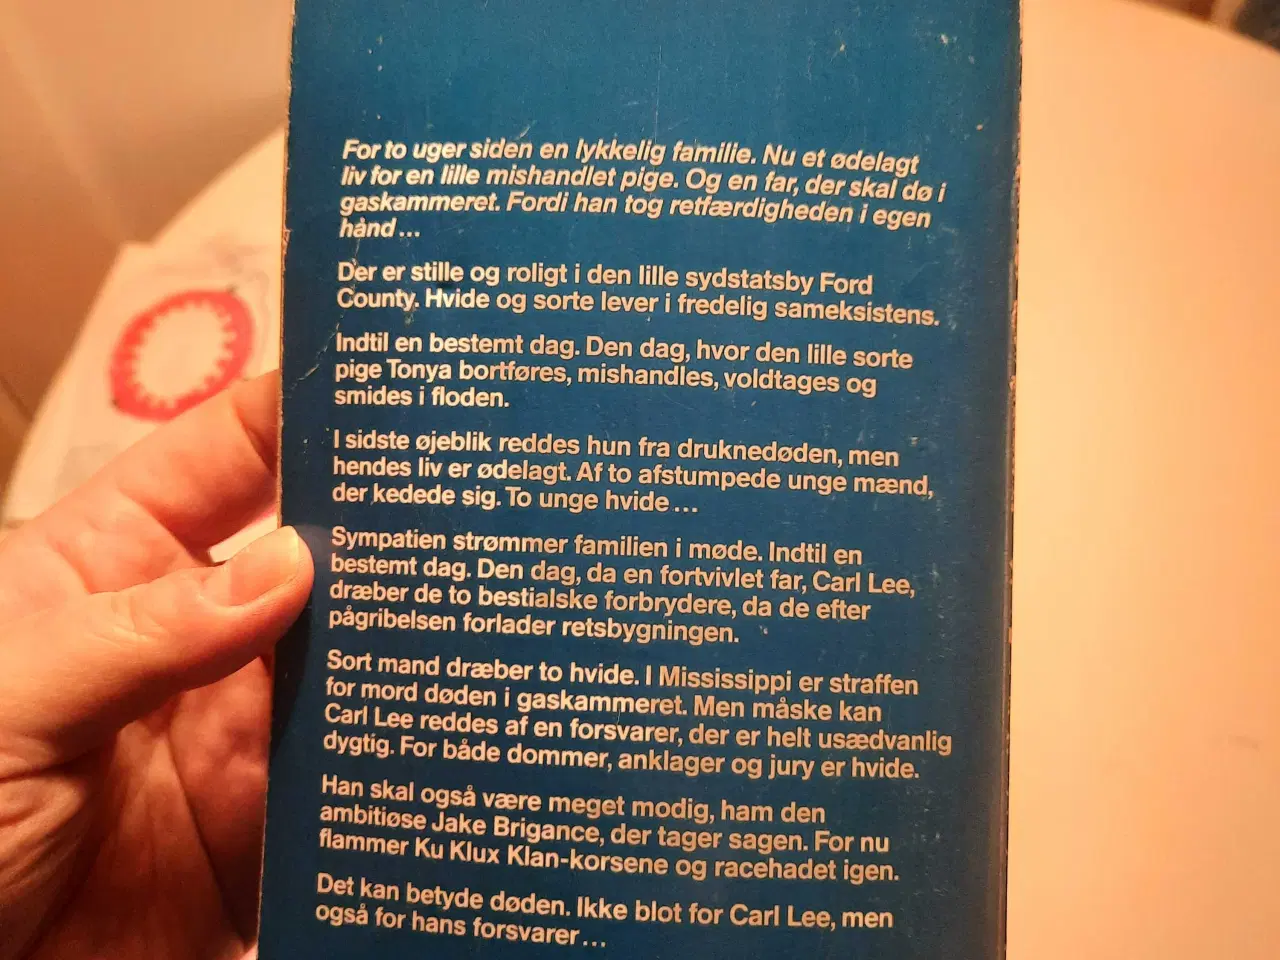 For to uger siden en lykkelig familie. Nu et ødelagt
liv for en lille mishandlet pige. Og en far, der skal dø i
gaskammeret. Fordi han tog retfærdigheden i egen
hånd...
Der er stille og roligt i den lille sydstatsby Ford
County. Hvide og sorte lever i fredelig sameksistens.
Indtil en bestemt dag. Den dag, hvor den lille sorte
pige Tonya bortføres, mishandles, voldtages og
smides i floden.
I sidste øjeblik reddes hun fra druknedøden, men
hendes liv er ødelagt. Af to afstumpede unge mænd,
der kedede sig. To unge hvide...
Sympatien strømmer familien i møde. Indtil en
bestemt dag. Den dag, da en fortvivlet far, Carl Lee,
dræber de to bestialske forbrydere, da de efter
pågribelsen forlader retsbygningen.
Sort mand dræber to hvide. I Mississippi er straffen
for mord døden i gaskammeret. Men måske kan
Carl Lee reddes af en forsvarer, der er helt usædvanlig
dygtig. For både dommer, anklager og jury er hvide.
Han skal også være meget modig, ham den
ambitiøse Jake Brigance, der tager sagen. For nu
flammer Ku Klux Klan-korsene og racehadet igen.
Det kan betyde døden. Ikke blot for Carl Lee, men
også for hans forsvarer...